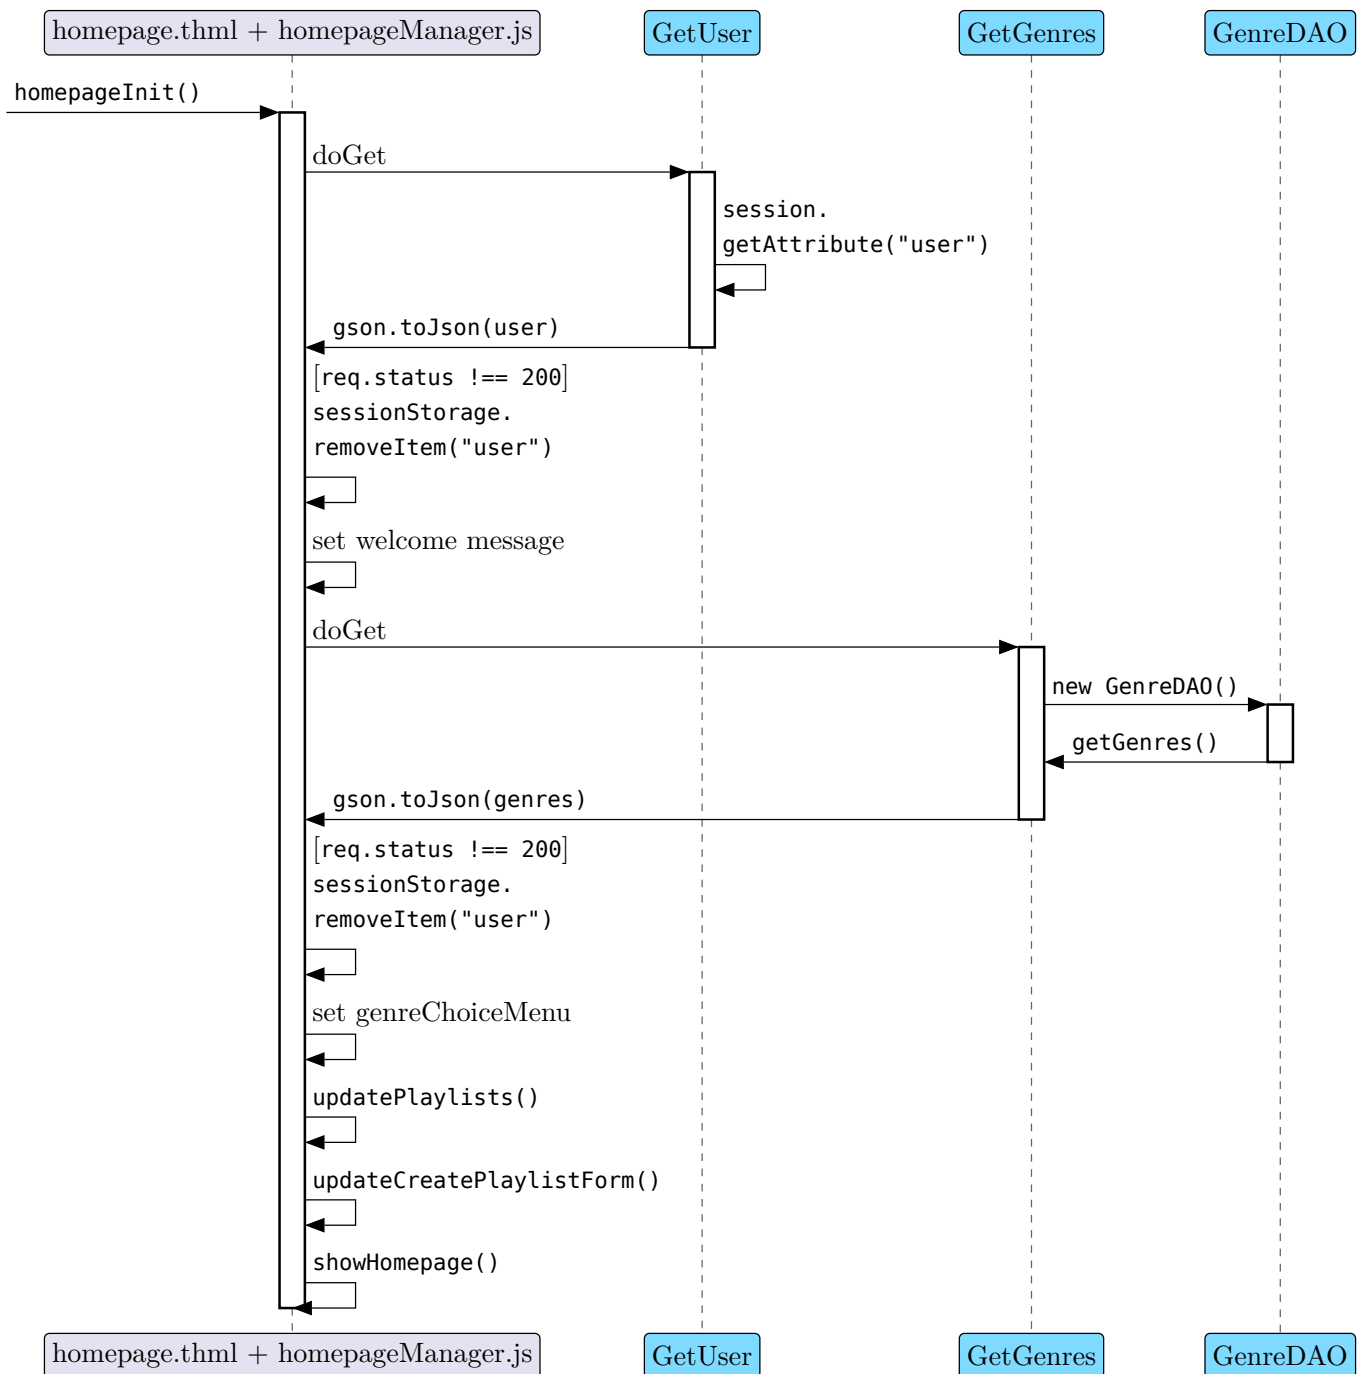 homepage.thml + homepageManager.js
GetUser
GetGenres
GenreDAO
homepageInit()
doGet
session.
getAttribute("user")
gson.toJson(user)
[req.status !== 200]
sessionStorage.
removeItem("user")
set welcome message
doGet
new GenreDAO()
getGenres()
gson.toJson(genres)
[req.status !== 200]
sessionStorage.
removeItem("user")
set genreChoiceMenu
updatePlaylists()
updateCreatePlaylistForm()
showHomepage()
homepage.thml + homepageManager.js
GetUser
GetGenres
GenreDAO